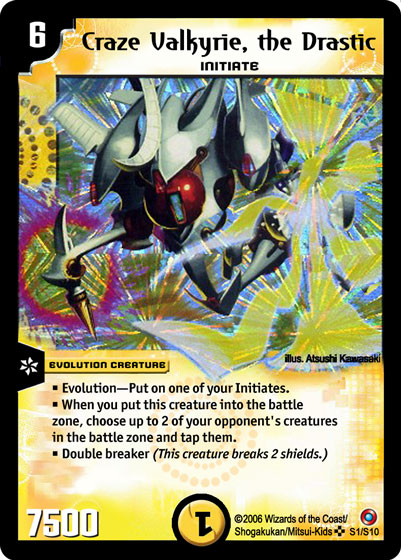 6
Craze Valkyrie, the Drastic
INITIATE
illus. Atsushi Kawasaki
EVOLUTION CREATURE
▪ Evolution—Put on one of your Initiates.
▪ When you put this creature into the battle
zone, choose up to 2 of your opponent's creatures
in the battle zone and tap them.
▪ Double breaker (This creature breaks 2 shields.)
7500
1
©2006 Wizards of the Coast/
Shogakukan/Mitsui-Kids S1/S10